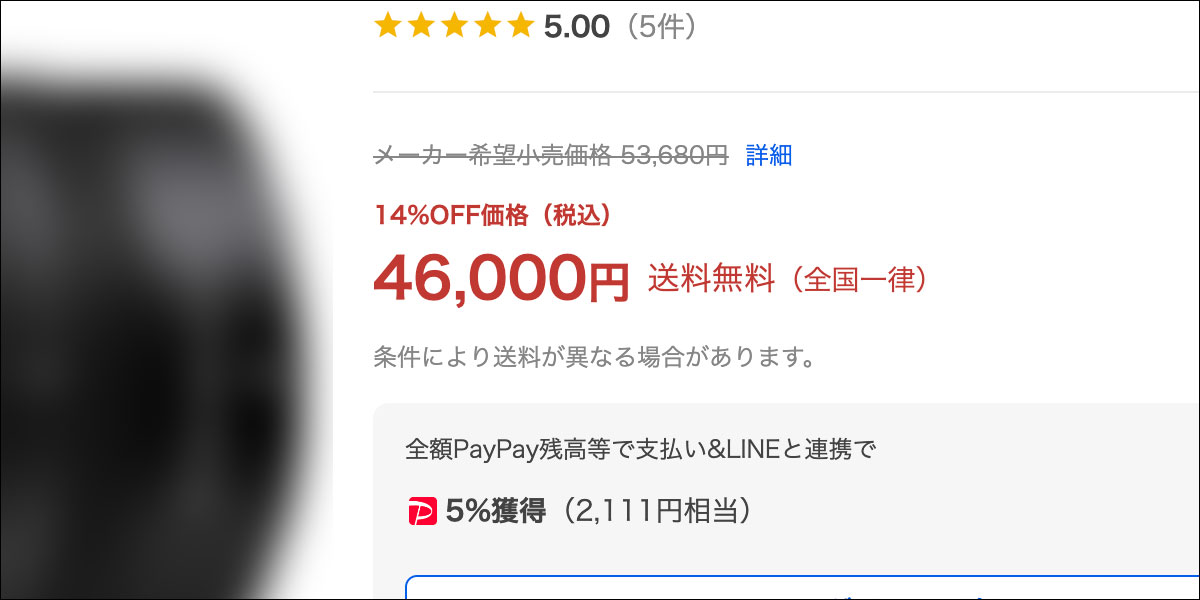 ★★★★★ 5.00（5件）
メーカー希望小売価格 53,680円 詳細
14%OFF価格（税込）
46,000円 送料無料（全国一律）
条件により送料が異なる場合があります。
全額PayPay残高等で支払い&LINEと連携で
5%獲得（2,111円相当）